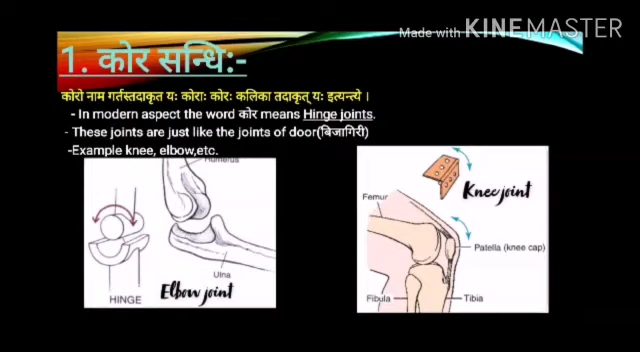 Made with KINEMASTER
1. कोर सन्धि:-
कोरो नाम गर्तस्तदाकृत यः कोराः कोरः कलिका तदाकृत् यः इत्यन्त्ये ।
- In modern aspect the word कोर means Hinge joints.
- These joints are just like the joints of door(बिजागिरी)
-Example knee, elbow,etc.
Humerus
Knee joint
Femur
Patella (knee cap)
Ulna
HINGE
Elbow joint
Fibula
Tibia